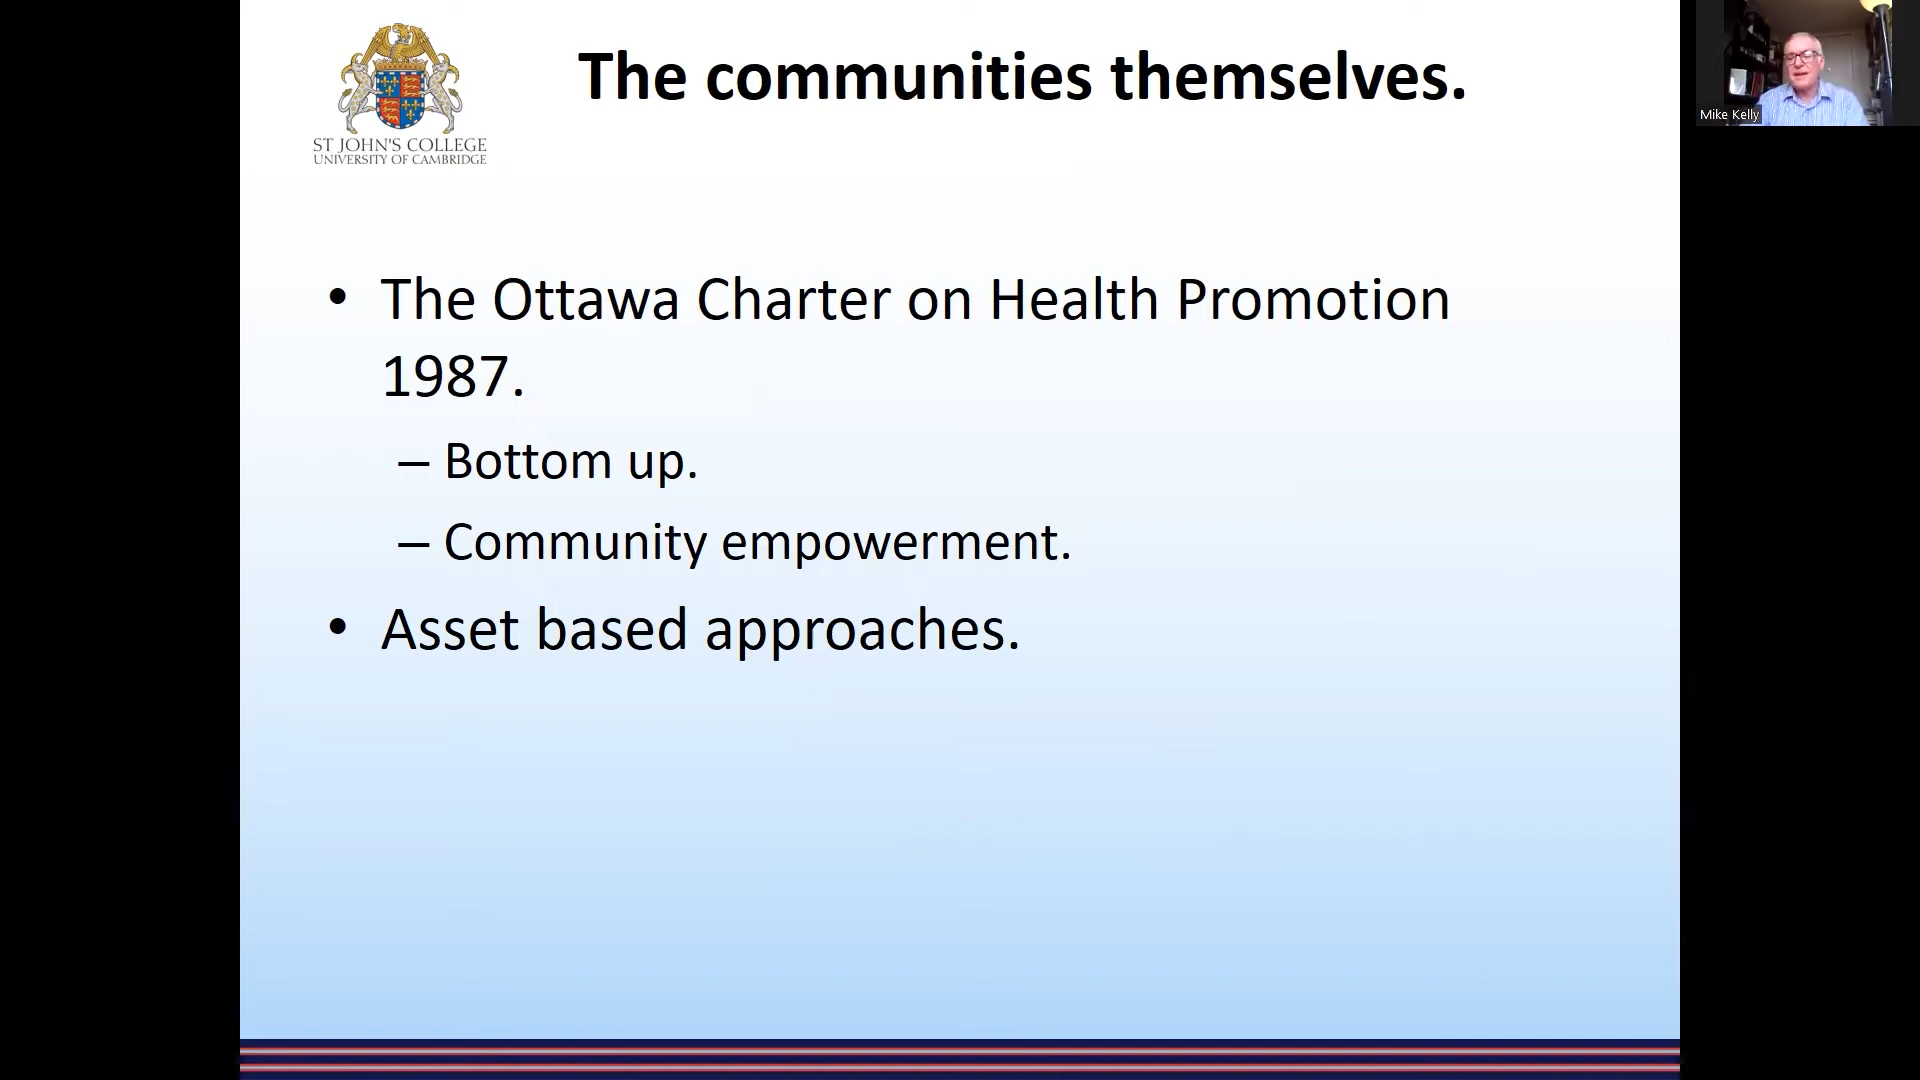 ST JOHN'S COLLEGE
UNIVERSITY OF CAMBRIDGE
The communities themselves.
Mike Kelly
• The Ottawa Charter on Health Promotion
1987.
– Bottom up.
– Community empowerment.
• Asset based approaches.